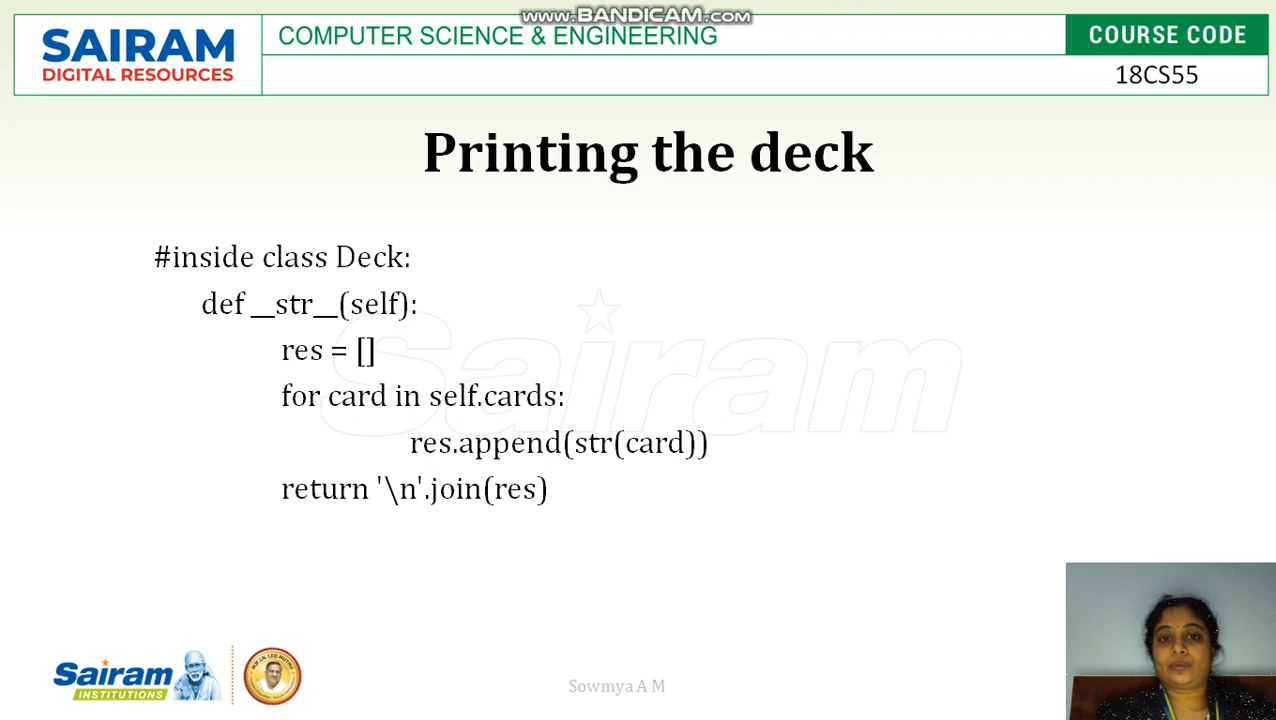 www.BANDICAM.com
SAIRAM
DIGITAL RESOURCES
COMPUTER SCIENCE & ENGINEERING
COURSE CODE
18CS55
Printing the deck
#inside class Deck:
def __str__(self):
res = []
for card in self.cards:
res.append(str(card))
return '\n'.join(res)
Sairam
Sairam
INSTITUTIONS
Sowmya A M